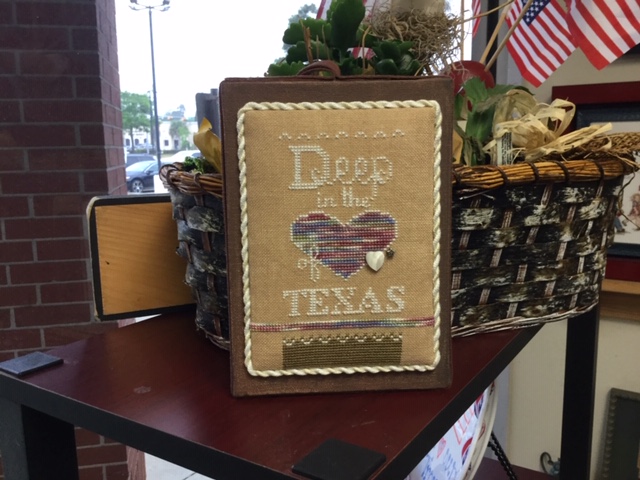 Deep
in the
of
TEXAS